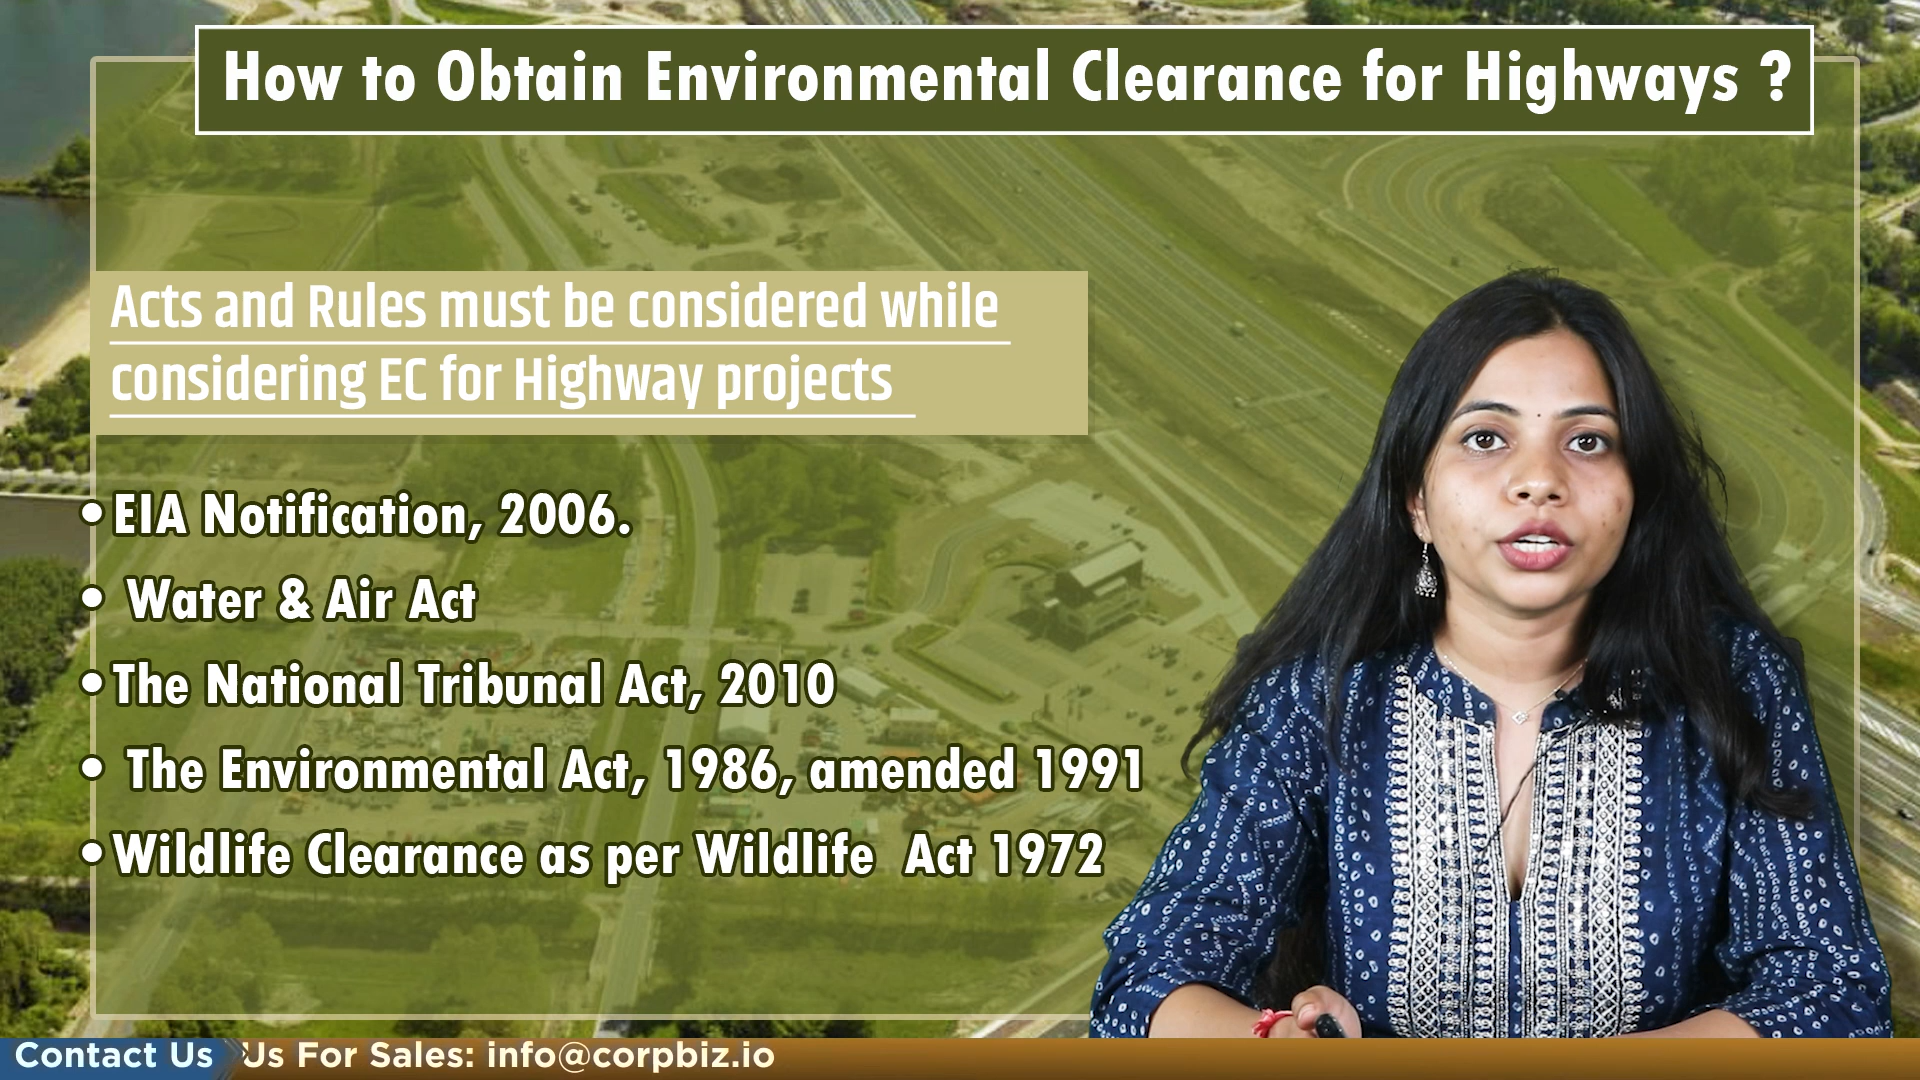 How to Obtain Environmental Clearance for Highways ?
Acts and Rules must be considered while
considering EC for Highway projects
•EIA Notification, 2006.
• Water & Air Act
•The National Tribunal Act, 2010
• The Environmental Act, 1986, amended 1991
•Wildlife Clearance as per Wildlife Act 1972
Contact Us Us For Sales: info@corpbiz.io